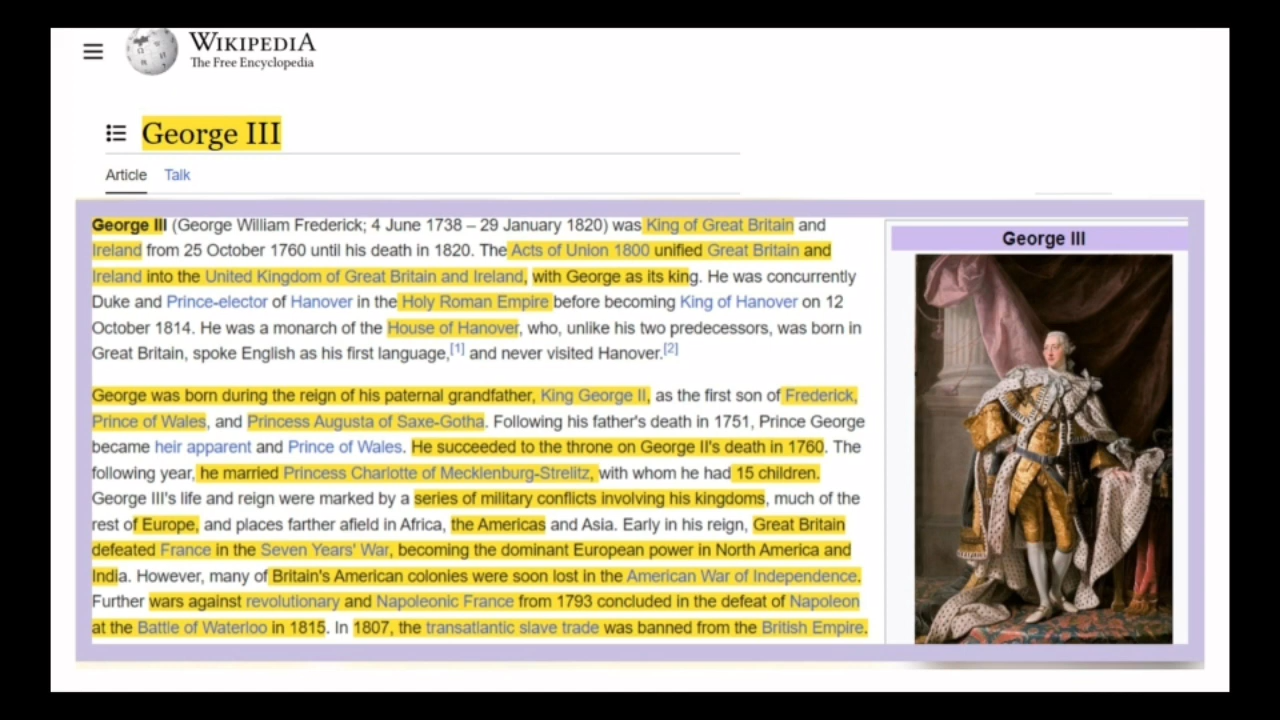 WIKIPEDIA
The Free Encyclopedia
George III
Article Talk
George III (George William Frederick; 4 June 1738 – 29 January 1820) was King of Great Britain and
Ireland from 25 October 1760 until his death in 1820. The Acts of Union 1800 unified Great Britain and
Ireland into the United Kingdom of Great Britain and Ireland, with George as its king. He was concurrently
Duke and Prince-elector of Hanover in the Holy Roman Empire before becoming King of Hanover on 12
October 1814. He was a monarch of the House of Hanover, who, unlike his two predecessors, was born in
Great Britain, spoke English as his first language,[1] and never visited Hanover.[2]
George was born during the reign of his paternal grandfather, King George II, as the first son of Frederick,
Prince of Wales, and Princess Augusta of Saxe-Gotha. Following his father's death in 1751, Prince George
became heir apparent and Prince of Wales. He succeeded to the throne on George II's death in 1760. The
following year, he married Princess Charlotte of Mecklenburg-Strelitz, with whom he had 15 children.
George III's life and reign were marked by a series of military conflicts involving his kingdoms, much of the
rest of Europe, and places farther afield in Africa, the Americas and Asia. Early in his reign, Great Britain
defeated France in the Seven Years' War, becoming the dominant European power in North America and
India. However, many of Britain's American colonies were soon lost in the American War of Independence.
Further wars against revolutionary and Napoleonic France from 1793 concluded in the defeat of Napoleon
at the Battle of Waterloo in 1815. In 1807, the transatlantic slave trade was banned from the British Empire.
George III